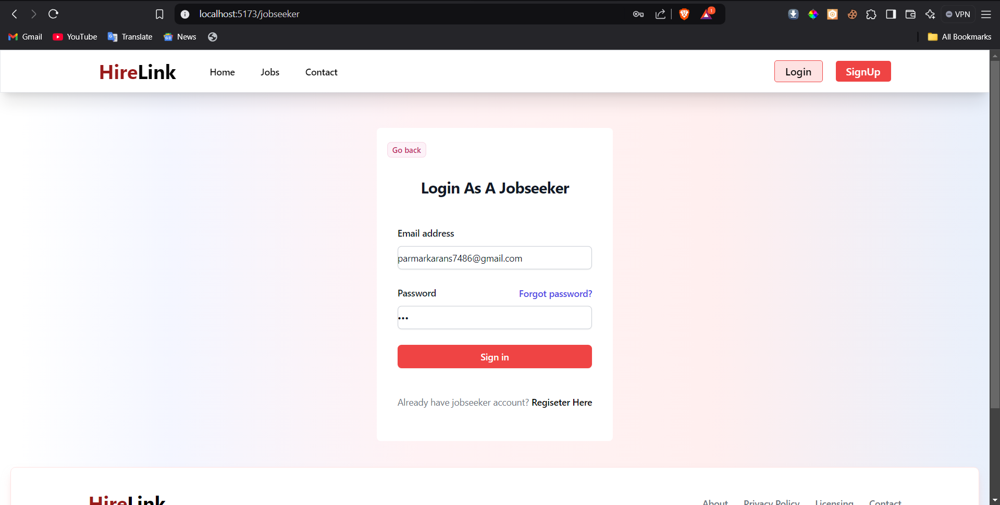 localhost:5173/jobseeker
1
VPN
Gmail
YouTube
Translate
News
All Bookmarks
HireLink
Home
Jobs
Contact
Login
SignUp
Go back
Login As A Jobseeker
Email address
parmarkarans7486@gmail.com
Password
Forgot password?
•••
Sign in
Already have jobseeker account? Regiseter Here
HireLink
About
Privacy Policy
Licensing
Contact